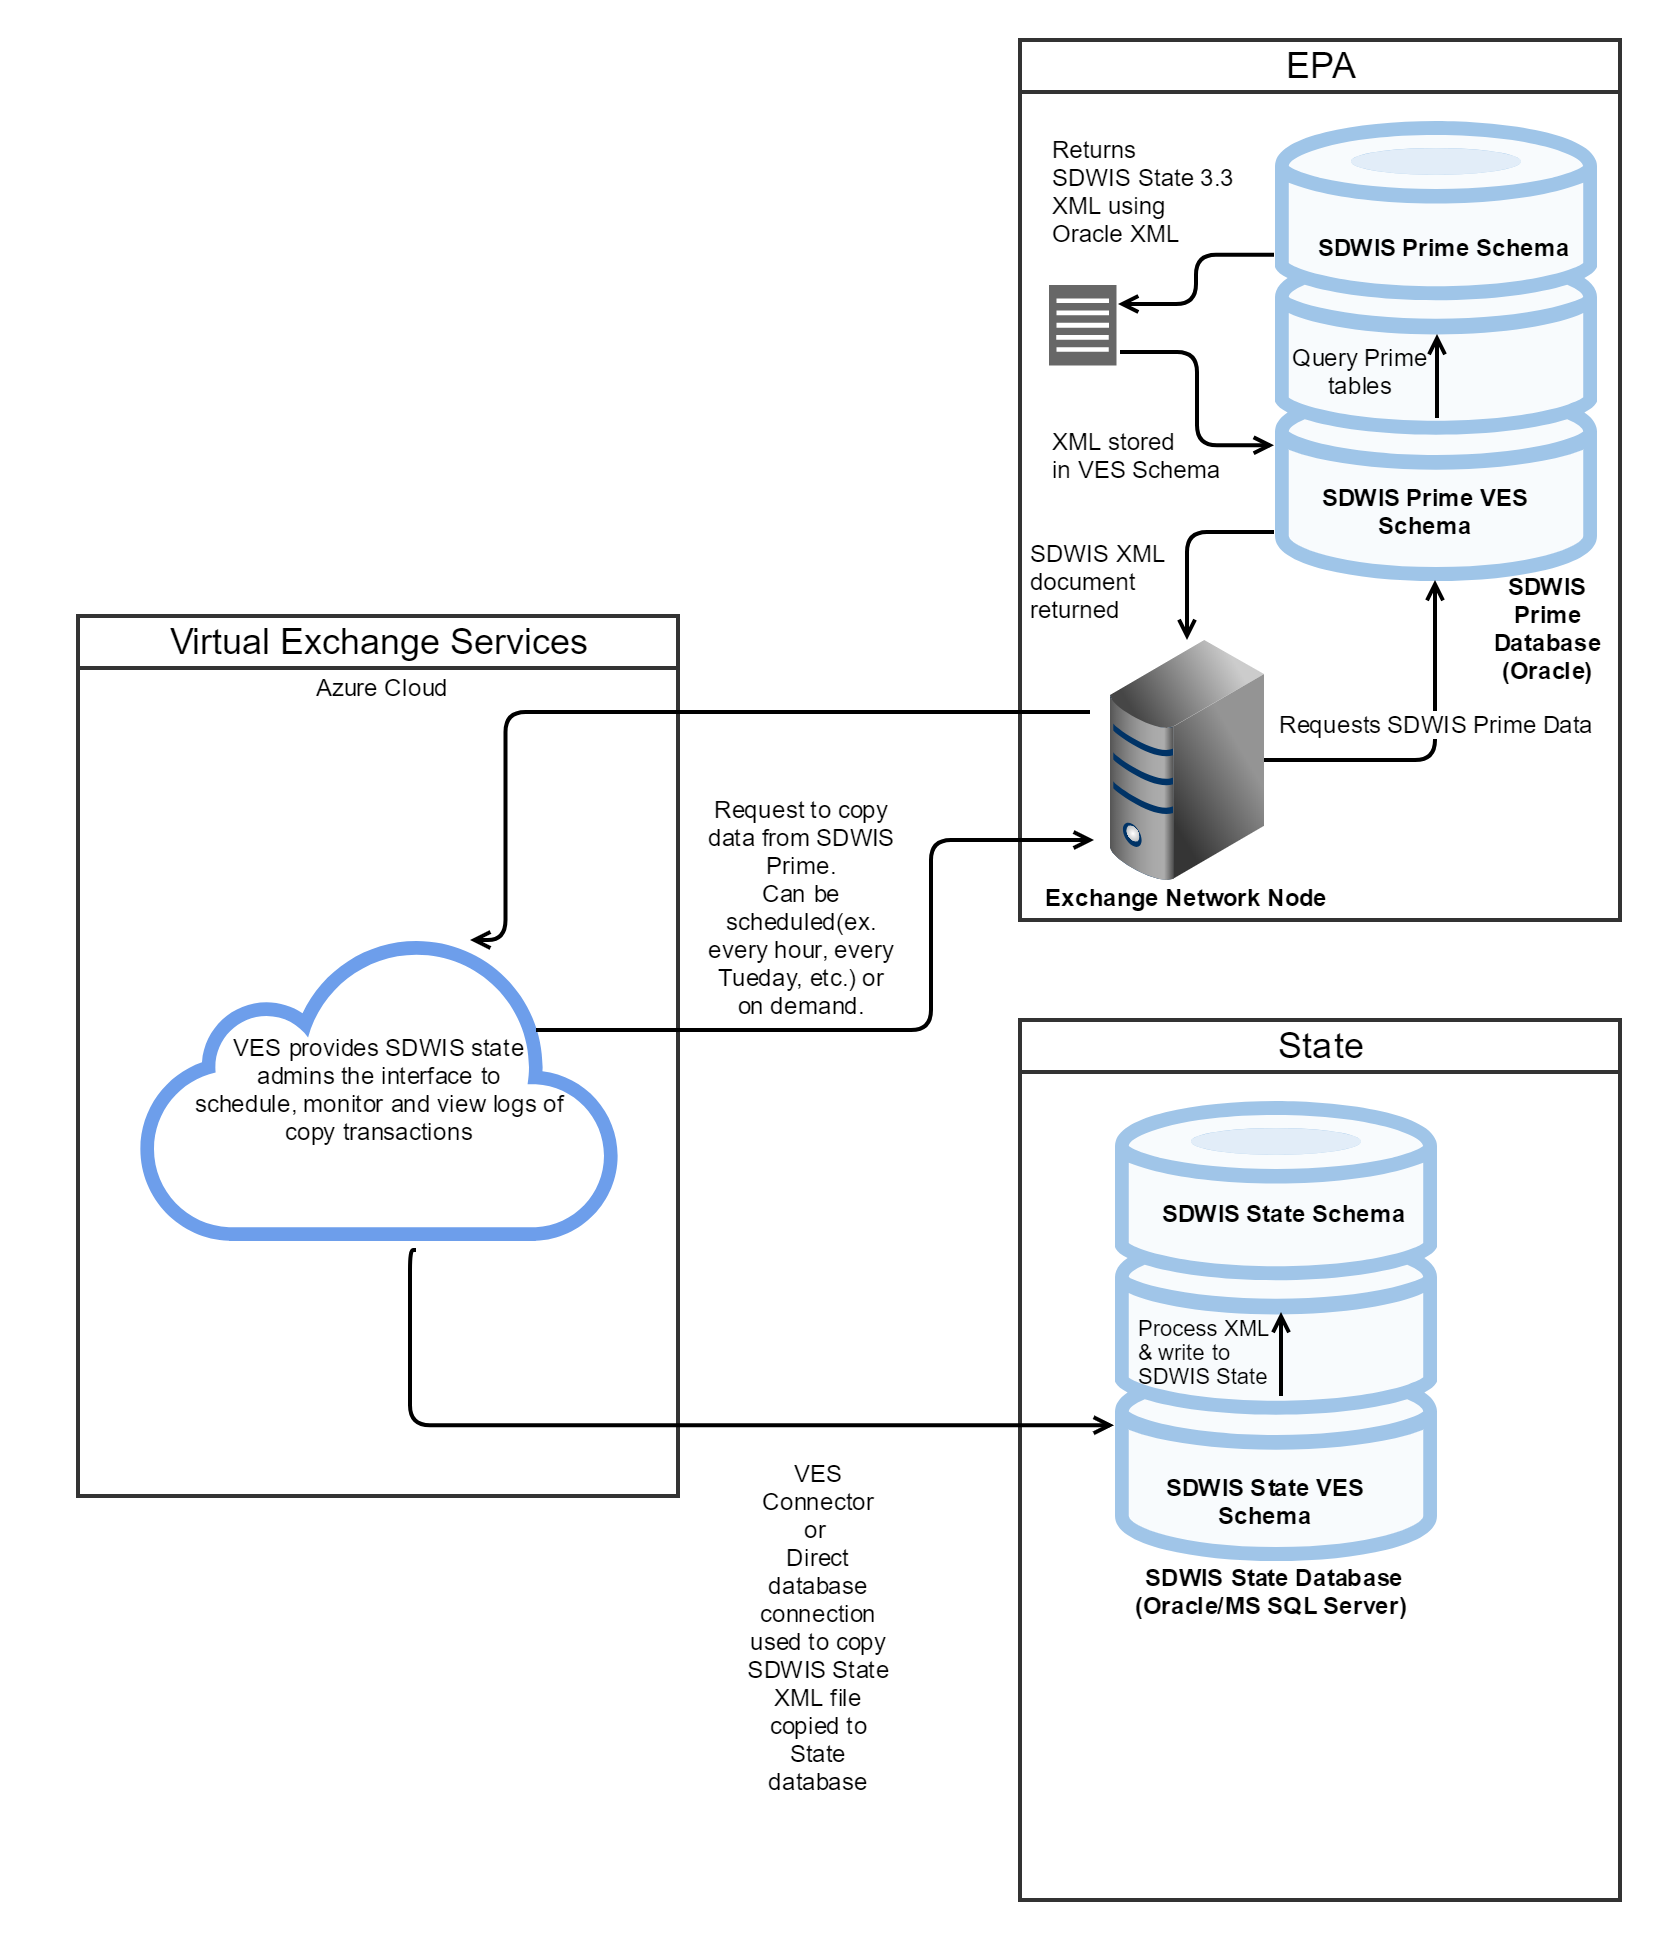 EPA
Returns
SDWIS State 3.3
XML using
Oracle XML
SDWIS Prime Schema
Query Prime
tables
XML stored
in VES Schema
SDWIS Prime VES
Schema
SDWIS XML
document
returned
SDWIS
Prime
Database
(Oracle)
Requests SDWIS Prime Data
Exchange Network Node
Virtual Exchange Services
Azure Cloud
Request to copy
data from SDWIS
Prime.
Can be
scheduled(ex.
every hour, every
Tueday, etc.) or
on demand.
VES provides SDWIS state
admins the interface to
schedule, monitor and view logs of
copy transactions
State
SDWIS State Schema
Process XML
& write to
SDWIS State
SDWIS State VES
Schema
SDWIS State Database
(Oracle/MS SQL Server)
VES
Connector
or
Direct
database
connection
used to copy
SDWIS State
XML file
copied to
State
database